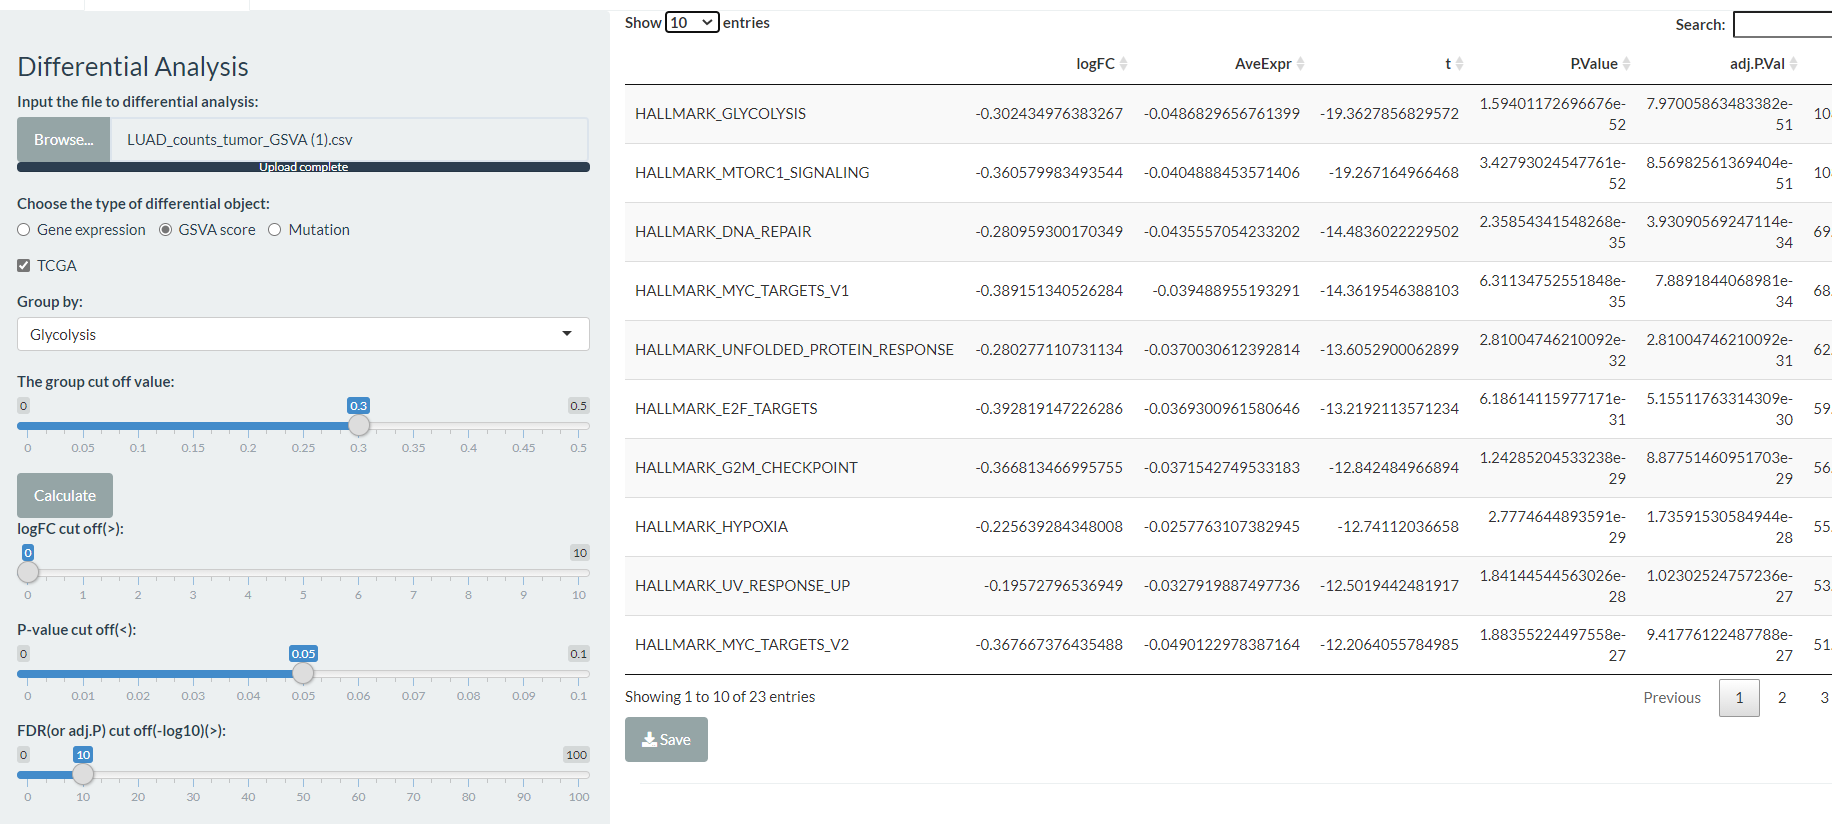 Differential Analysis
Input the file to differential analysis:
Browse... LUAD_counts_tumor_GSVA (1).csv
Upload complete
Choose the type of differential object:
Gene expression GSVA score Mutation
TCGA
Group by:
Glycolysis
The group cut off value:
0 0.3 0.5
0 0.05 0.1 0.15 0.2 0.25 0.3 0.35 0.4 0.45 0.5
Calculate
logFC cut off(>):
0 10
0 1 2 3 4 5 6 7 8 9 10
P-value cut off(<):
0 0.05 0.1
0 0.01 0.02 0.03 0.04 0.05 0.06 0.07 0.08 0.09 0.1
FDR(or adj.P) cut off(-log10)(>):
0 10 100
0 10 20 30 40 50 60 70 80 90 100
Show 10 entries
Search:
logFC AveExpr t P.Value adj.P.Val
HALLMARK_GLYCOLYSIS -0.302434976383267 -0.0486829656761399 -19.3627856829572 1.59401172696676e-52 7.97005863483382e-51
HALLMARK_MTORC1_SIGNALING -0.360579983493544 -0.0404888453571406 -19.267164966468 3.42793024547761e-52 8.56982561369404e-51
HALLMARK_DNA_REPAIR -0.280959300170349 -0.0435557054233202 -14.4836022229502 2.35854341548268e-35 3.93090569247114e-34
HALLMARK_MYC_TARGETS_V1 -0.389151340526284 -0.039488955193291 -14.3619546388103 6.31134752551848e-35 7.8891844068981e-34
HALLMARK_UNFOLDED_PROTEIN_RESPONSE -0.280277110731134 -0.0370030612392814 -13.6052900062899 2.81004746210092e-32 2.81004746210092e-31
HALLMARK_E2F_TARGETS -0.392819147226286 -0.0369300961580646 -13.2192113571234 6.18614115977171e-31 5.15511763314309e-30
HALLMARK_G2M_CHECKPOINT -0.366813466995755 -0.0371542749533183 -12.842484966894 1.24285204533238e-29 8.87751460951703e-29
HALLMARK_HYPOXIA -0.225639284348008 -0.0257763107382945 -12.74112036658 2.7774644893591e-29 1.73591530584944e-28
HALLMARK_UV_RESPONSE_UP -0.19572796536949 -0.0327919887497736 -12.5019442481917 1.84144544563026e-28 1.02302524757236e-27
HALLMARK_MYC_TARGETS_V2 -0.367667376435488 -0.0490122978387164 -12.2064055784985 1.88355224497558e-27 9.41776122487788e-27
Showing 1 to 10 of 23 entries
Previous 1 2 3
Save